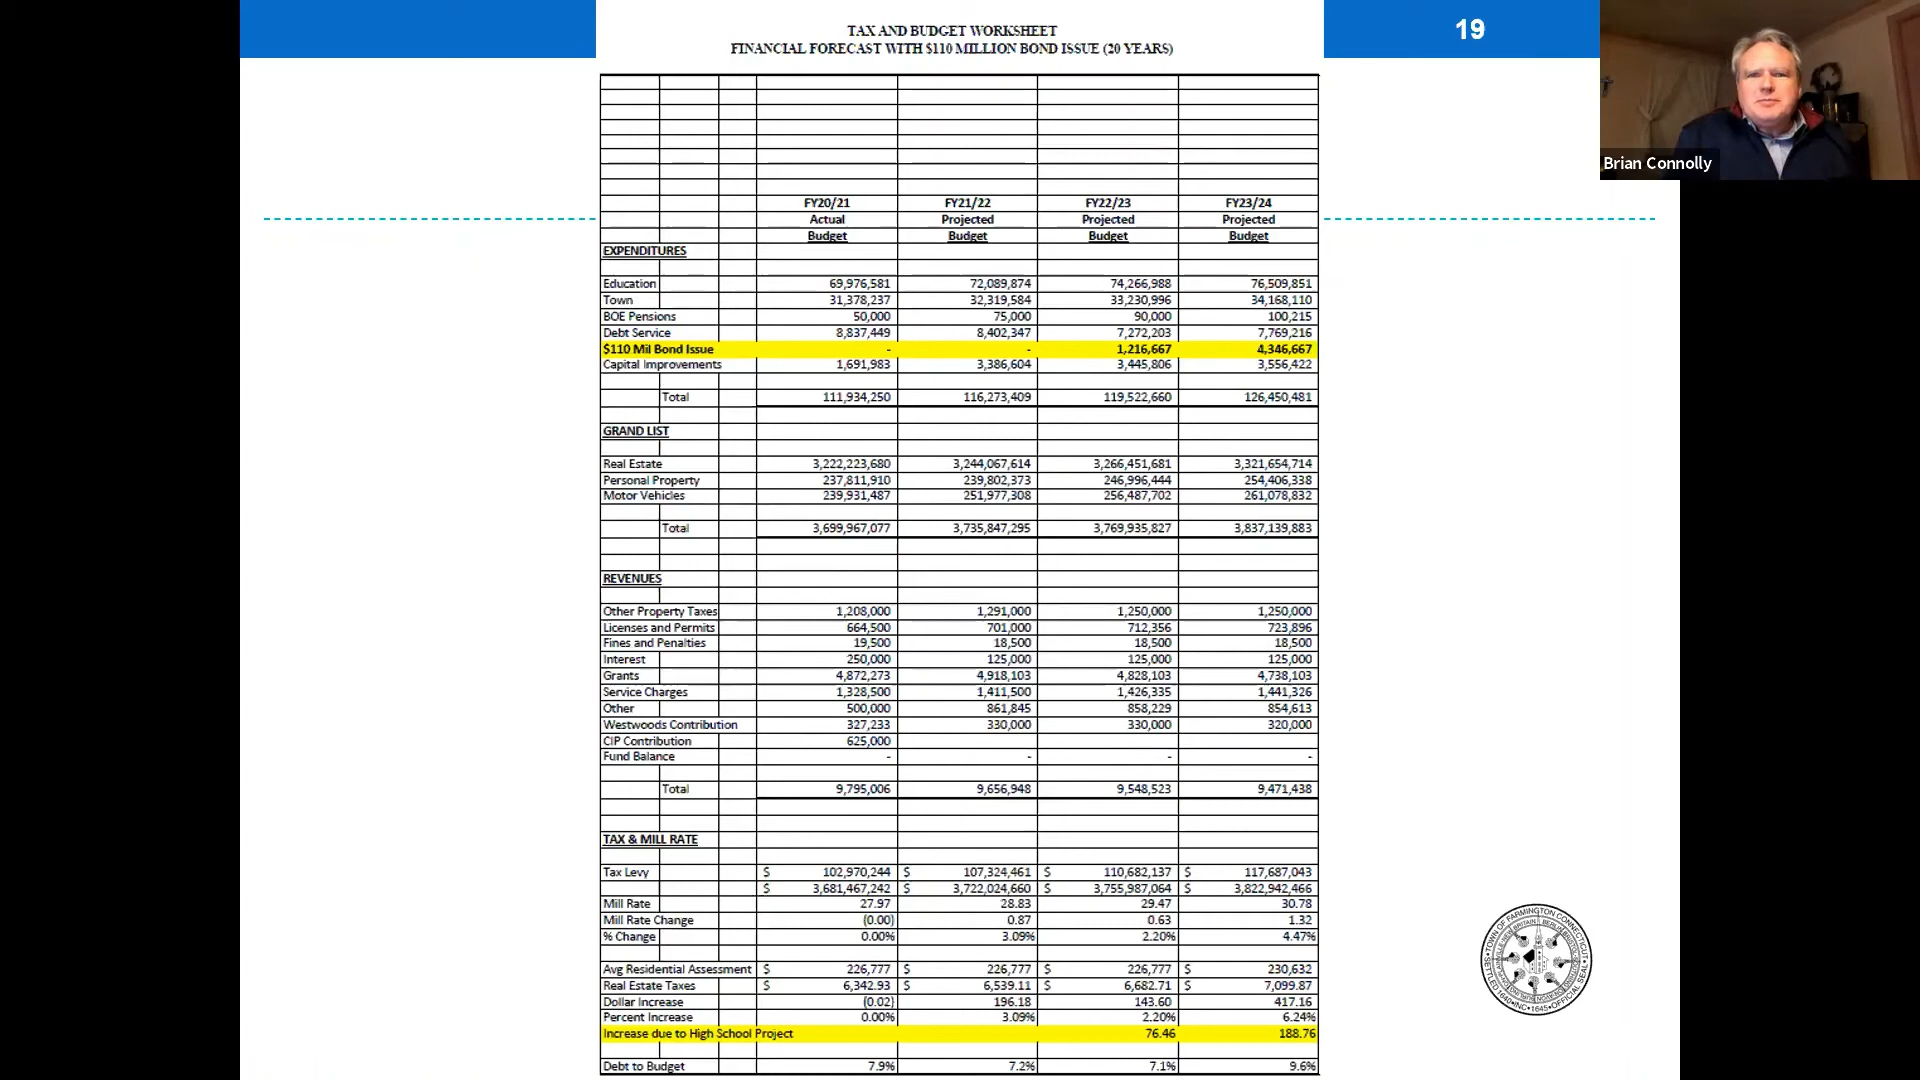 TAX AND BUDGET WORKSHEET
FINANCIAL FORECAST WITH $110 MILLION BOND ISSUE (20 YEARS)
19
Brian Connolly
FY20/21 FY21/22 FY22/23 FY23/24
Actual Projected Projected Projected
Budget Budget Budget Budget
EXPENDITURES
Education 69,976,581 72,089,874 74,266,988 76,509,851
Town 31,378,237 32,319,584 33,230,996 34,168,110
BOE Pensions 50,000 75,000 90,000 100,215
Debt Service 8,837,449 8,402,347 7,272,203 7,769,216
$110 Mil Bond Issue - - 1,216,667 4,346,667
Capital Improvements 1,691,983 3,386,604 3,445,806 3,556,422
Total 111,934,250 116,273,409 119,522,660 126,450,481
GRAND LIST
Real Estate 3,222,223,680 3,244,067,614 3,266,451,681 3,321,654,714
Personal Property 237,811,910 239,802,373 246,996,444 254,406,338
Motor Vehicles 239,931,487 251,977,308 256,487,702 261,078,832
Total 3,699,967,077 3,735,847,295 3,769,935,827 3,837,139,883
REVENUES
Other Property Taxes 1,208,000 1,291,000 1,250,000 1,250,000
Licenses and Permits 664,500 701,000 712,356 723,896
Fines and Penalties 19,500 18,500 18,500 18,500
Interest 250,000 125,000 125,000 125,000
Grants 4,872,273 4,918,103 4,828,103 4,738,103
Service Charges 1,328,500 1,411,500 1,426,335 1,441,326
Other 500,000 861,845 858,229 854,613
Westwoods Contribution 327,233 330,000 330,000 320,000
CIP Contribution 625,000
Fund Balance - - - -
Total 9,795,006 9,656,948 9,548,523 9,471,438
TAX & MILL RATE
Tax Levy $ 102,970,244 $ 107,324,461 $ 110,682,137 $ 117,687,043
$ 3,681,467,242 $ 3,722,024,660 $ 3,755,987,064 $ 3,822,942,466
Mill Rate 27.97 28.83 29.47 30.78
Mill Rate Change (0.00) 0.87 0.63 1.32
% Change 0.00% 3.09% 2.20% 4.47%
Avg Residential Assessment $ 226,777 $ 226,777 $ 226,777 $ 230,632
Real Estate Taxes $ 6,342.93 $ 6,539.11 $ 6,682.71 $ 7,099.87
Dollar Increase (0.02) 196.18 143.60 417.16
Percent Increase 0.00% 3.09% 2.20% 6.24%
Increase due to High School Project 76.46 188.76
Debt to Budget 7.9% 7.2% 7.1% 9.6%
TOWN OF FARMINGTON CONNECTICUT
SETTLED 1640 • INC • 1645 • OFFICIAL SEAL